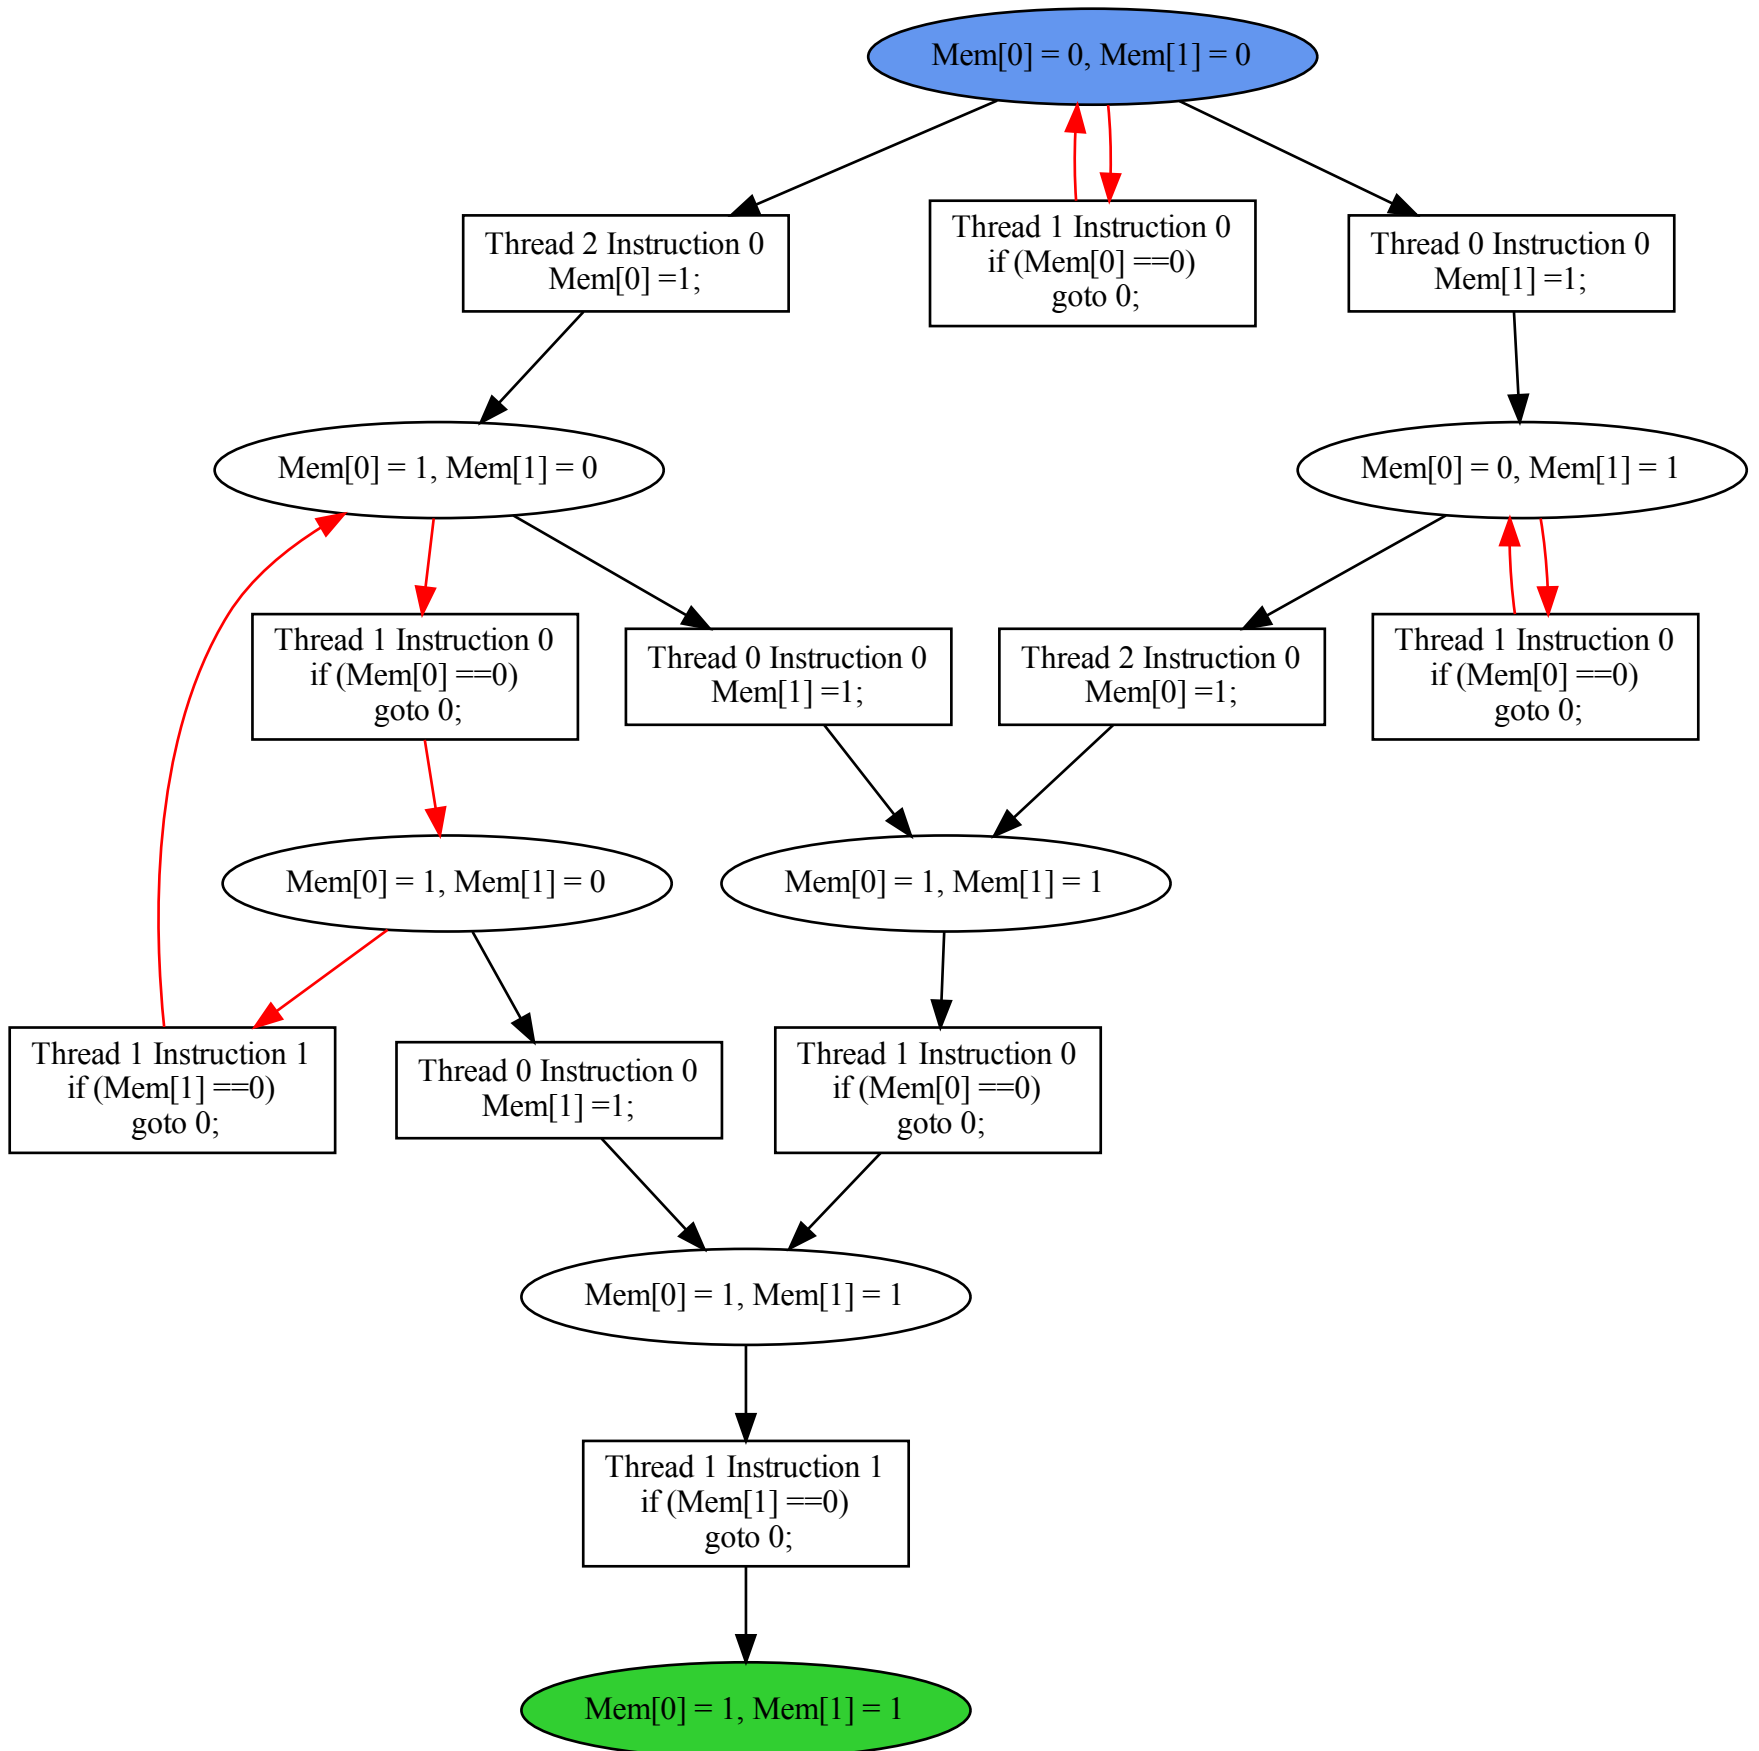 Mem[0] = 0, Mem[1] = 0
Thread 2 Instruction 0
Mem[0] =1;
Thread 1 Instruction 0
if (Mem[0] ==0)
goto 0;
Thread 0 Instruction 0
Mem[1] =1;
Mem[0] = 1, Mem[1] = 0
Mem[0] = 0, Mem[1] = 1
Thread 1 Instruction 0
if (Mem[0] ==0)
goto 0;
Thread 0 Instruction 0
Mem[1] =1;
Thread 2 Instruction 0
Mem[0] =1;
Thread 1 Instruction 0
if (Mem[0] ==0)
goto 0;
Mem[0] = 1, Mem[1] = 0
Mem[0] = 1, Mem[1] = 1
Thread 1 Instruction 1
if (Mem[1] ==0)
goto 0;
Thread 0 Instruction 0
Mem[1] =1;
Thread 1 Instruction 0
if (Mem[0] ==0)
goto 0;
Mem[0] = 1, Mem[1] = 1
Thread 1 Instruction 1
if (Mem[1] ==0)
goto 0;
Mem[0] = 1, Mem[1] = 1